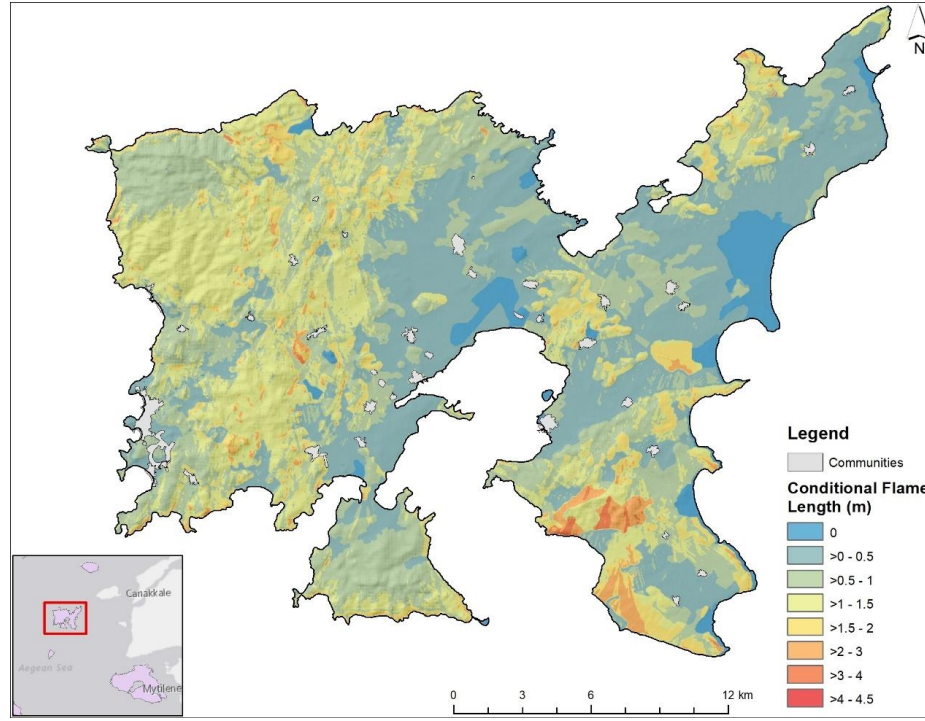 N
Legend
Communities
Conditional Flame
Length (m)
0
>0 - 0.5
>0.5 - 1
>1 - 1.5
>1.5 - 2
>2 - 3
>3 - 4
>4 - 4.5
Canakkale
Aegean Sea
Mytilene
0 3 6 12 km